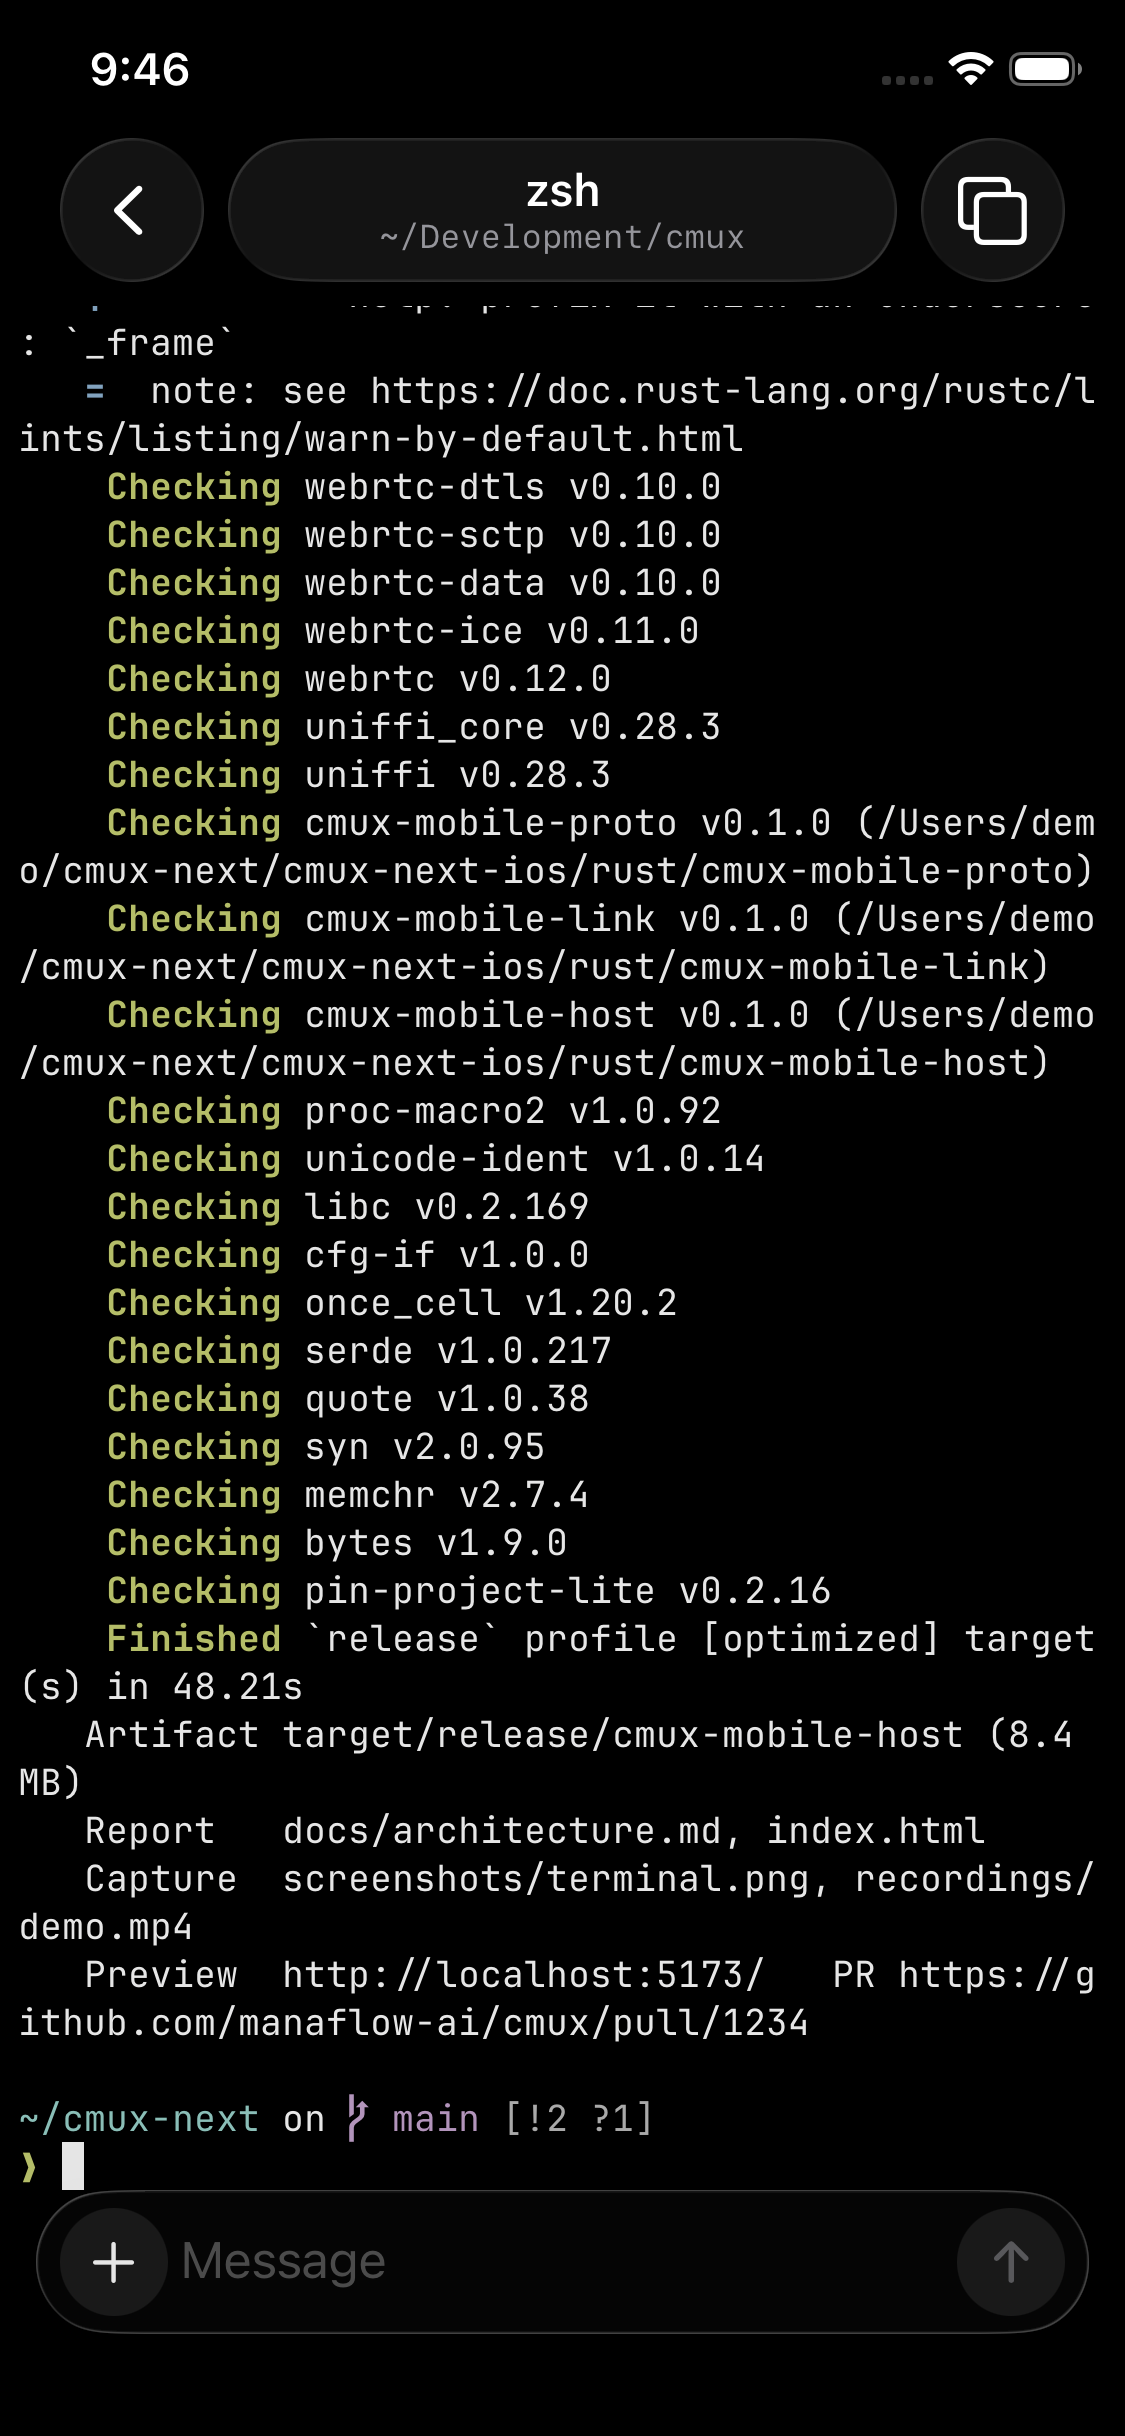 9:46
zsh
~/Development/cmux
: `_frame`
= note: see https://doc.rust-lang.org/rustc/l
ints/listing/warn-by-default.html
Checking webrtc-dtls v0.10.0
Checking webrtc-sctp v0.10.0
Checking webrtc-data v0.10.0
Checking webrtc-ice v0.11.0
Checking webrtc v0.12.0
Checking uniffi_core v0.28.3
Checking uniffi v0.28.3
Checking cmux-mobile-proto v0.1.0 (/Users/dem
o/cmux-next/cmux-next-ios/rust/cmux-mobile-proto)
Checking cmux-mobile-link v0.1.0 (/Users/demo
/cmux-next/cmux-next-ios/rust/cmux-mobile-link)
Checking cmux-mobile-host v0.1.0 (/Users/demo
/cmux-next/cmux-next-ios/rust/cmux-mobile-host)
Checking proc-macro2 v1.0.92
Checking unicode-ident v1.0.14
Checking libc v0.2.169
Checking cfg-if v1.0.0
Checking once_cell v1.20.2
Checking serde v1.0.217
Checking quote v1.0.38
Checking syn v2.0.95
Checking memchr v2.7.4
Checking bytes v1.9.0
Checking pin-project-lite v0.2.16
Finished `release` profile [optimized] target
(s) in 48.21s
Artifact target/release/cmux-mobile-host (8.4
MB)
Report docs/architecture.md, index.html
Capture screenshots/terminal.png, recordings/
demo.mp4
Preview http://localhost:5173/ PR https://g
ithub.com/manaflow-ai/cmux/pull/1234
~/cmux-next on main [!2 ?1]
❯
Message